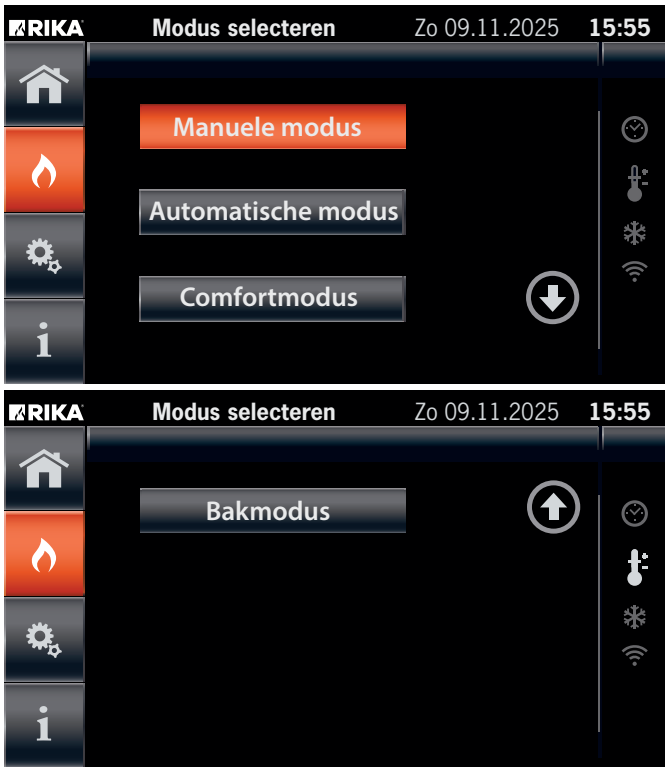 RIKA Modus selecteren Zo 09.11.2025 15:55
Manuele modus
Automatische modus
Comfortmodus
i
RIKA Modus selecteren Zo 09.11.2025 15:55
Bakmodus
i